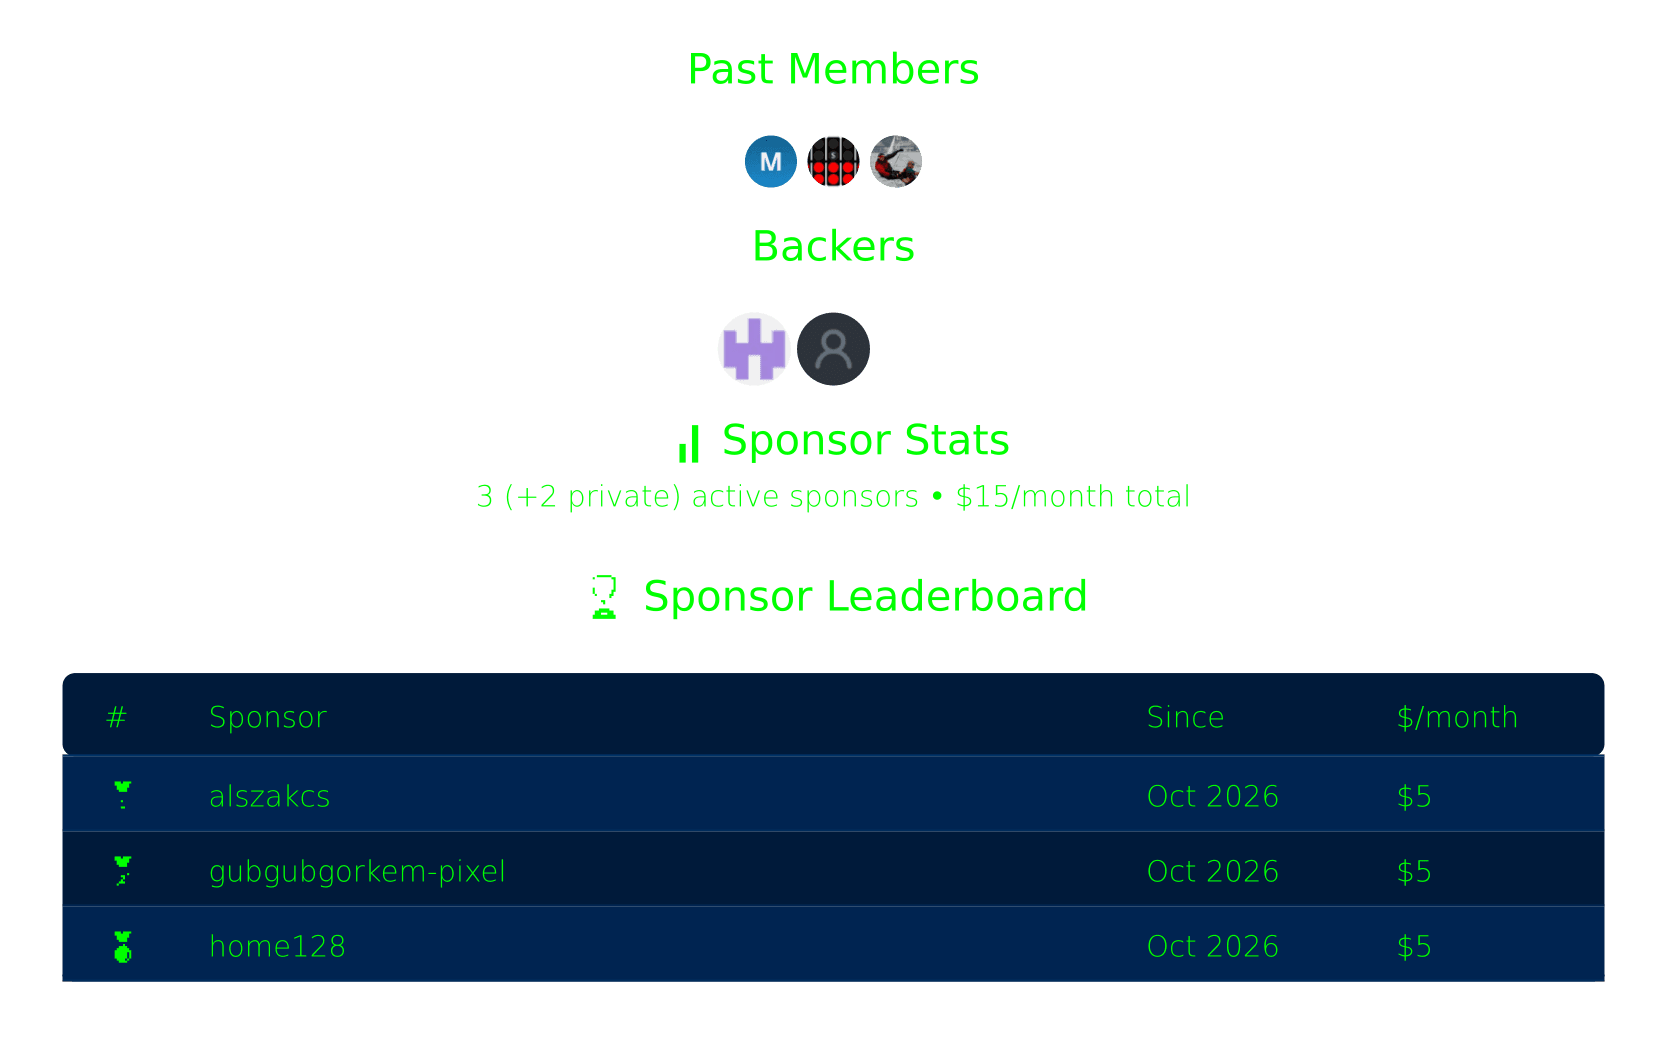 Past Members
M
Backers
Sponsor Stats
3 (+2 private) active sponsors • $15/month total
Sponsor Leaderboard
# Sponsor Since $/month
alszakcs Oct 2026 $5
gubgubgorkem-pixel Oct 2026 $5
home128 Oct 2026 $5